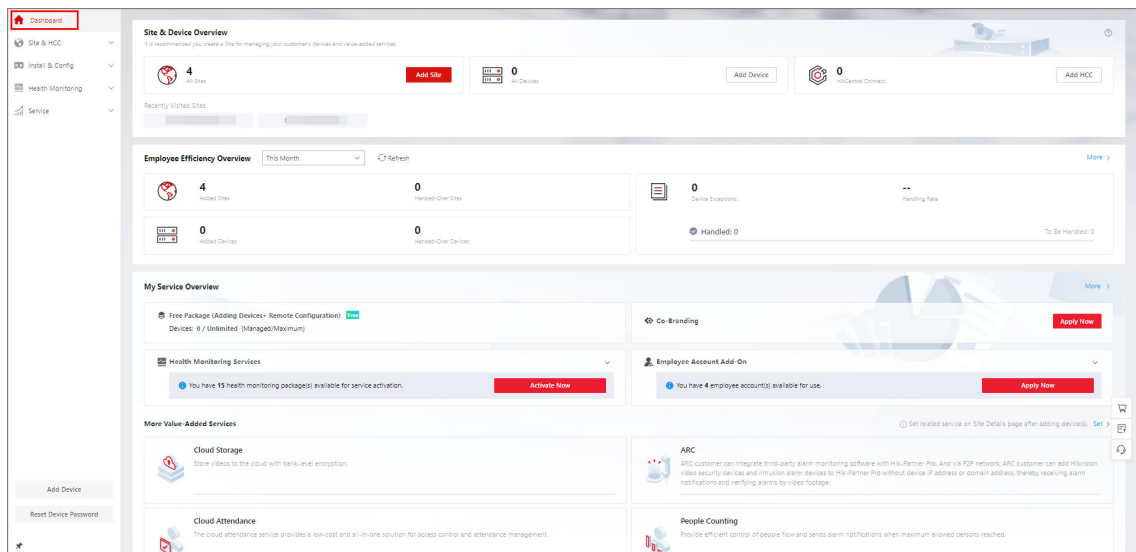 Dashboard
Site & HCC
Install & Config
Health Monitoring
Service
Add Device
Reset Device Password
Site & Device Overview
It is recommended you create a Site for managing your customer's devices and value-added services.
4
All Sites
Add Site
0
All Devices
Add Device
0
HikCentral Connect
Add HCC
Recently Visited Sites
Employee Efficiency Overview
This Month
Refresh
More >
4
Added Sites
0
Handed-Over Sites
0
Added Devices
0
Handed-Over Devices
0
Device Exceptions:
--
Handling Rate
Handled: 0
To Be Handled: 0
My Service Overview
More >
Free Package (Adding Devices+ Remote Configuration) Free
Devices: 0 / Unlimited (Managed/Maximum)
Co-Branding
Apply Now
Health Monitoring Services
You have 15 health monitoring package(s) available for service activation.
Activate Now
Employee Account Add-On
You have 4 employee account(s) available for use.
Apply Now
More Value-Added Services
Set related service on Site Details page after adding device(s). Set >
Cloud Storage
Store videos to the cloud with bank-level encryption.
ARC
ARC customer can integrate third-party alarm monitoring software with Hik-Partner Pro. And via P2P network, ARC customer can add Hikvision
video security devices and intrusion alarm devices to Hik-Partner Pro without device IP address or domain address, thereby receiving alarm
notifications and verifying alarms by video footage.
Cloud Attendance
The cloud attendance service provides a low-cost and all-in-one solution for access control and attendance management.
People Counting
Provide efficient control of people flow and sends alarm notifications when maximum allowed persons reached.